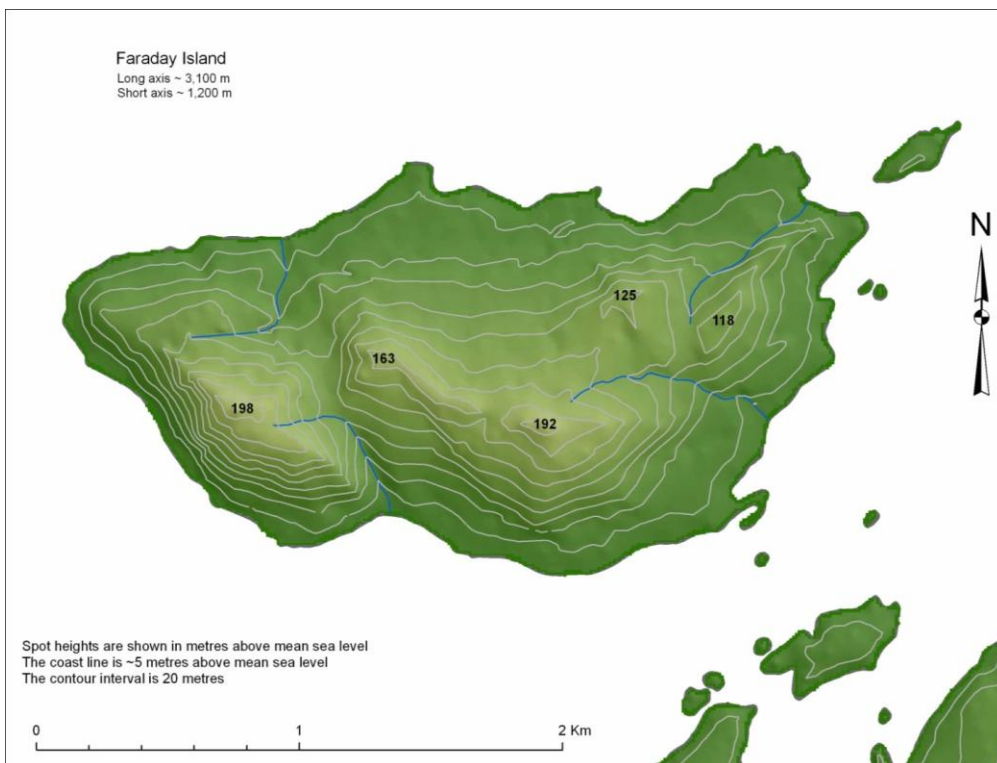 Faraday Island
Long axis ~ 3,100 m
Short axis ~ 1,200 m
N
125
118
163
198
192
Spot heights are shown in metres above mean sea level
The coast line is ~5 metres above mean sea level
The contour interval is 20 metres
0 1 2 Km